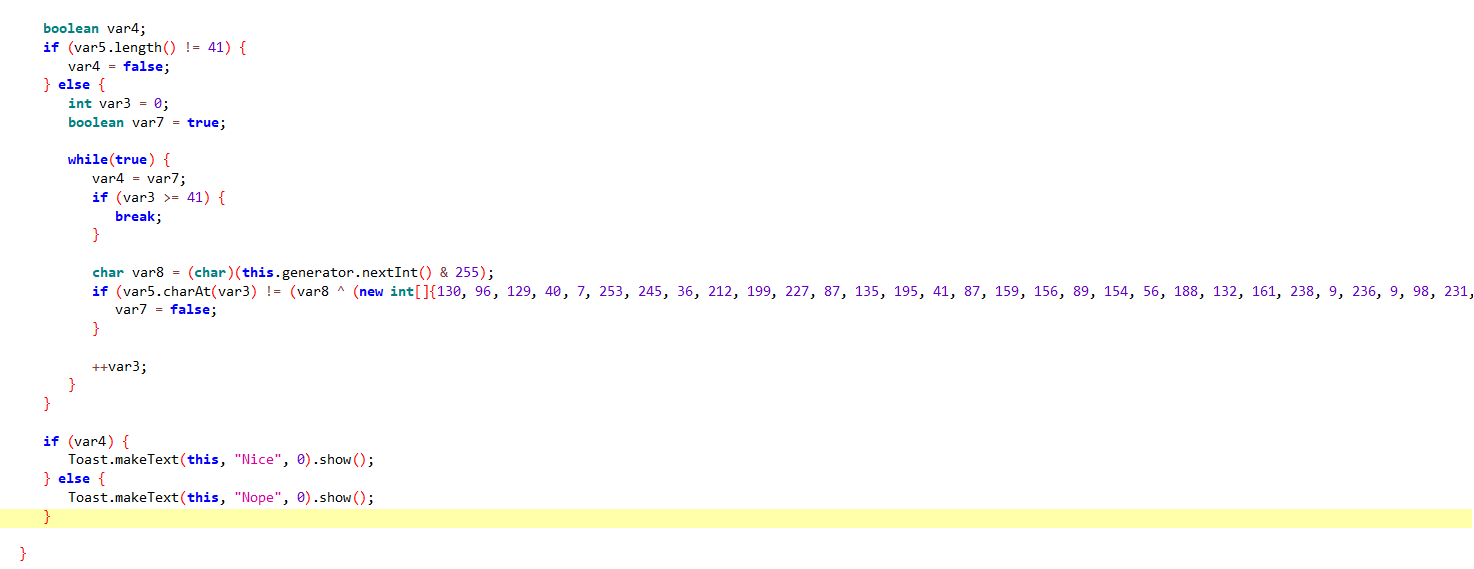 boolean var4;
if (var5.length() != 41) {
var4 = false;
} else {
int var3 = 0;
boolean var7 = true;
while(true) {
var4 = var7;
if (var3 >= 41) {
break;
}
char var8 = (char)(this.generator.nextInt() & 255);
if (var5.charAt(var3) != (var8 ^ (new int[]{130, 96, 129, 40, 7, 253, 245, 36, 212, 199, 227, 87, 135, 195, 41, 87, 159, 156, 89, 154, 56, 188, 132, 161, 238, 9, 236, 9, 98, 231,
var7 = false;
}
++var3;
}
}
if (var4) {
Toast.makeText(this, "Nice", 0).show();
} else {
Toast.makeText(this, "Nope", 0).show();
}
}